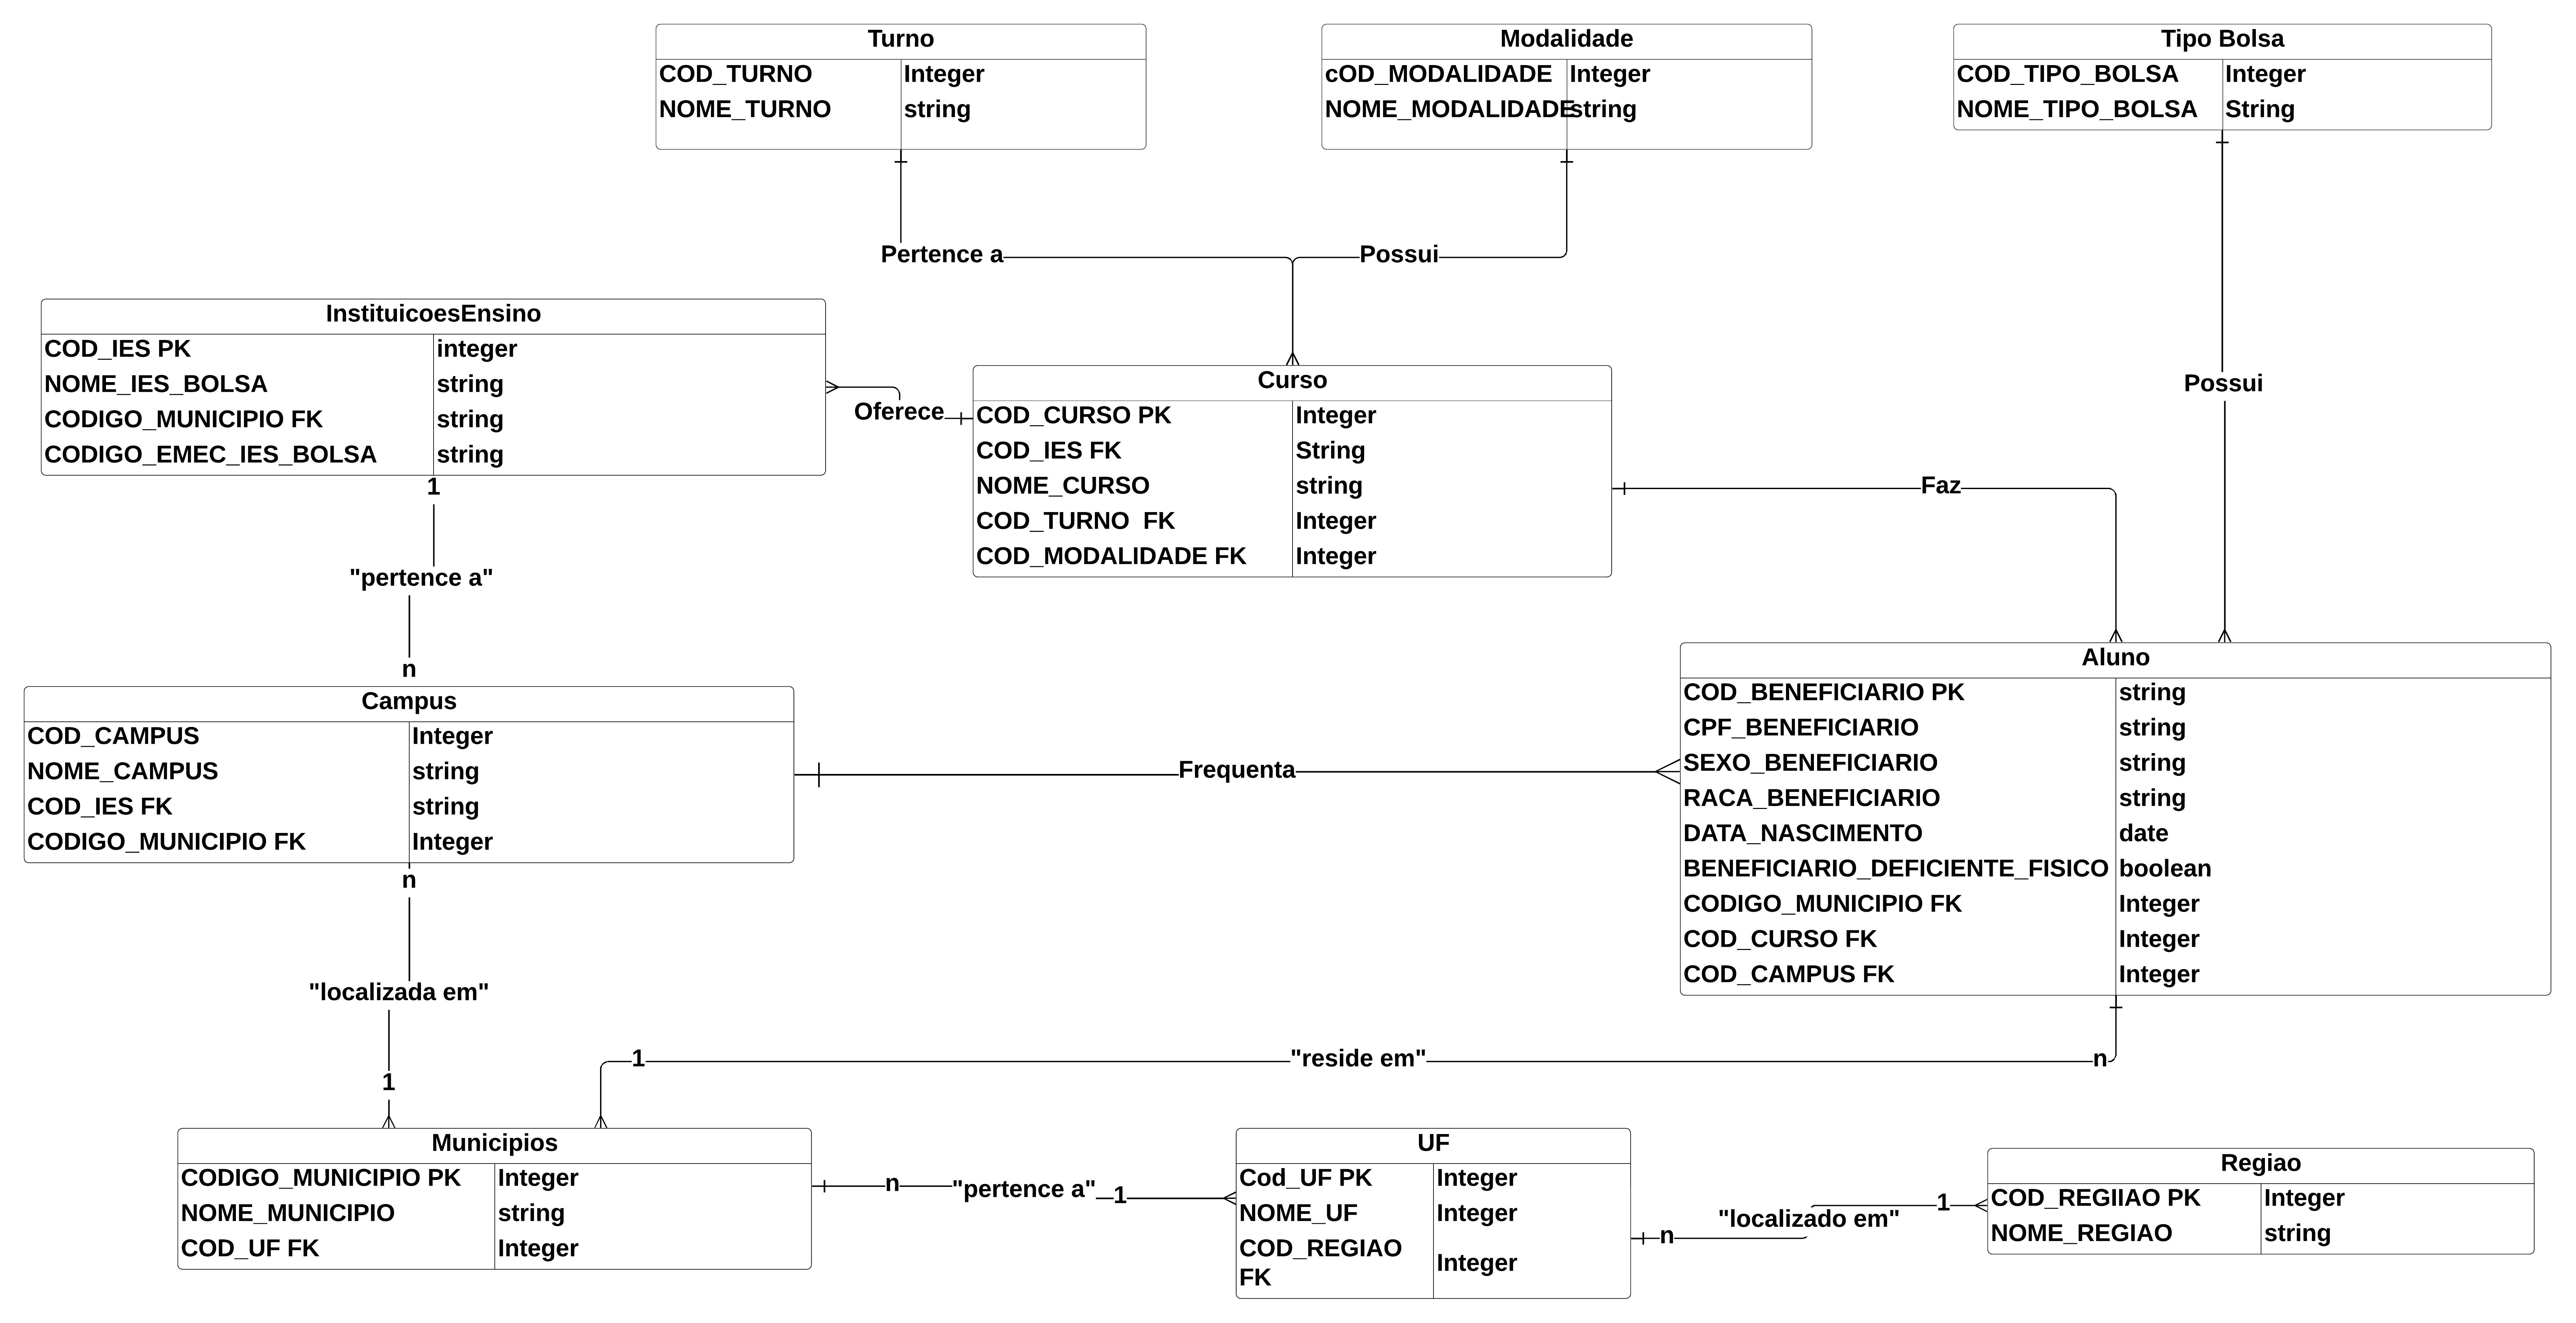 Turno
COD_TURNO Integer
NOME_TURNO string
Modalidade
cOD_MODALIDADE Integer
NOME_MODALIDADE string
Tipo Bolsa
COD_TIPO_BOLSA Integer
NOME_TIPO_BOLSA String
Pertence a
Possui
Possui
InstituicoesEnsino
COD_IES PK integer
NOME_IES_BOLSA string
CODIGO_MUNICIPIO FK string
CODIGO_EMEC_IES_BOLSA string
Oferece
Curso
COD_CURSO PK Integer
COD_IES FK String
NOME_CURSO string
COD_TURNO FK Integer
COD_MODALIDADE FK Integer
Faz
1
"pertence a"
n
Campus
COD_CAMPUS Integer
NOME_CAMPUS string
COD_IES FK string
CODIGO_MUNICIPIO FK Integer
Frequenta
Aluno
COD_BENEFICIARIO PK string
CPF_BENEFICIARIO string
SEXO_BENEFICIARIO string
RACA_BENEFICIARIO string
DATA_NASCIMENTO date
BENEFICIARIO_DEFICIENTE_FISICO boolean
CODIGO_MUNICIPIO FK Integer
COD_CURSO FK Integer
COD_CAMPUS FK Integer
n
"localizada em"
1
1 "reside em" n
Municipios
CODIGO_MUNICIPIO PK Integer
NOME_MUNICIPIO string
COD_UF FK Integer
n "pertence a" 1
UF
Cod_UF PK Integer
NOME_UF Integer
COD_REGIAO
FK Integer
n "localizado em" 1
Regiao
COD_REGIIAO PK Integer
NOME_REGIAO string